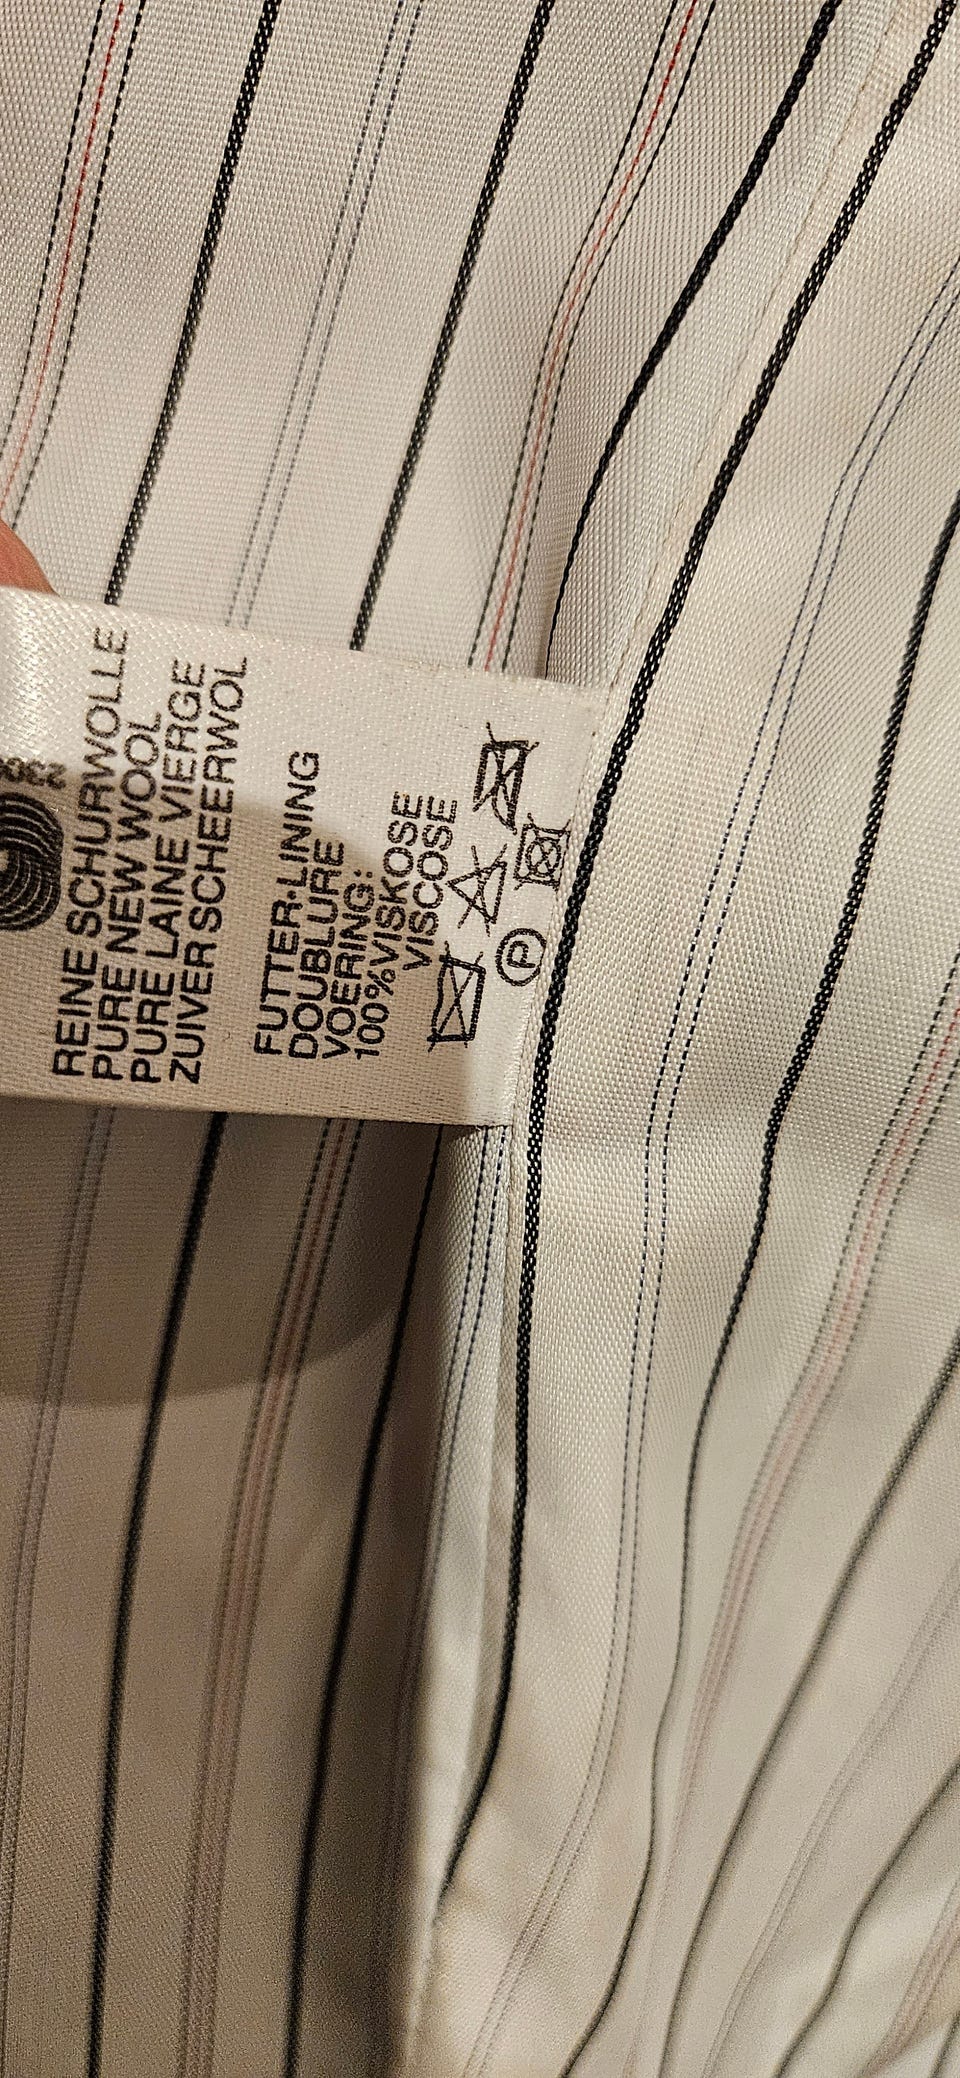 REINE SCHURWOLLE
PURE NEW WOOL
PURE LAINE VIERGE
ZUIVER SCHEERWOL
FUTTER·LINING
DOUBLURE
VOERING:
100%VISKOSE
VISCOSE
P